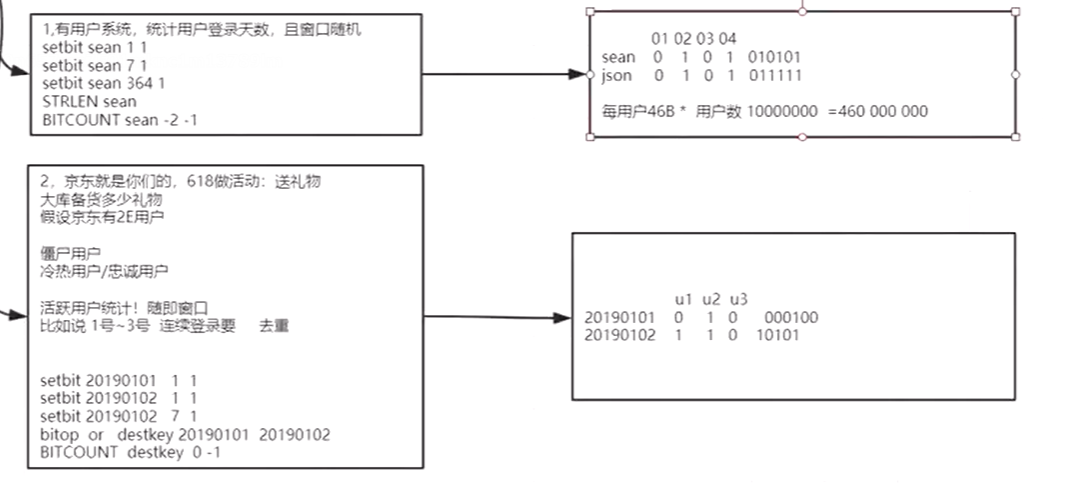 1,有用户系统，统计用户登录天数，且窗口随机
setbit sean 1 1
setbit sean 7 1
setbit sean 364 1
STRLEN sean
BITCOUNT sean -2 -1
01 02 03 04
sean 0 1 0 1 010101
json 0 1 0 1 011111
每用户46B * 用户数 10000000 =460 000 000
2，京东就是你们的，618做活动：送礼物
大库备货多少礼物
假设京东有2E用户
僵尸用户
冷热用户/忠诚用户
活跃用户统计！随即窗口
比如说 1号~3号 连续登录要 去重
setbit 20190101 1 1
setbit 20190102 1 1
setbit 20190102 7 1
bitop or destkey 20190101 20190102
BITCOUNT destkey 0 -1
u1 u2 u3
20190101 0 1 0 000100
20190102 1 1 0 10101